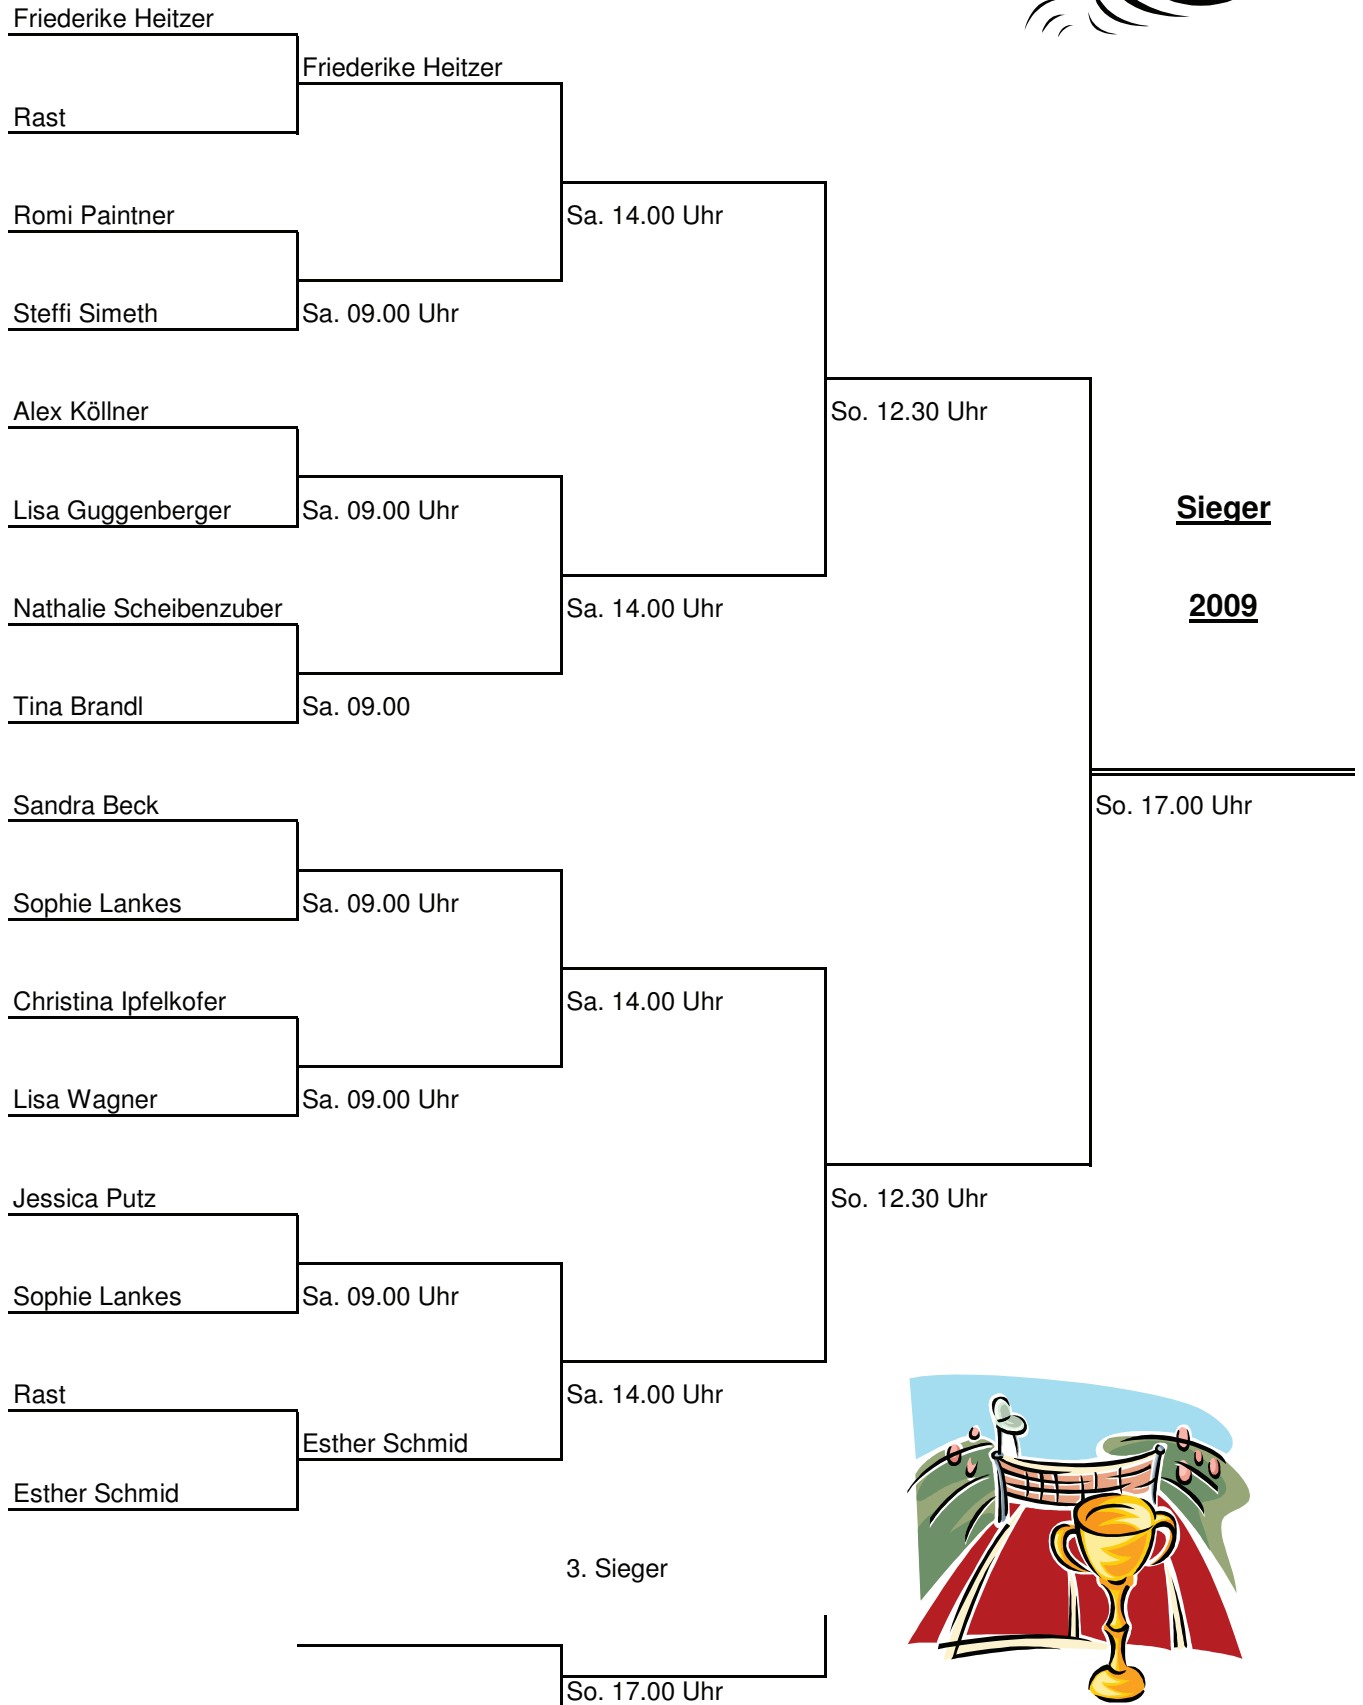 Friederike Heitzer
Friederike Heitzer
Rast
Romi Paintner
Sa. 14.00 Uhr
Steffi Simeth
Sa. 09.00 Uhr
Alex Köllner
So. 12.30 Uhr
Lisa Guggenberger
Sa. 09.00 Uhr
Sieger
Nathalie Scheibenzuber
Sa. 14.00 Uhr
2009
Tina Brandl
Sa. 09.00
Sandra Beck
So. 17.00 Uhr
Sophie Lankes
Sa. 09.00 Uhr
Christina Ipfelkofer
Sa. 14.00 Uhr
Lisa Wagner
Sa. 09.00 Uhr
Jessica Putz
So. 12.30 Uhr
Sophie Lankes
Sa. 09.00 Uhr
Rast
Sa. 14.00 Uhr
Esther Schmid
Esther Schmid
3. Sieger
So. 17.00 Uhr